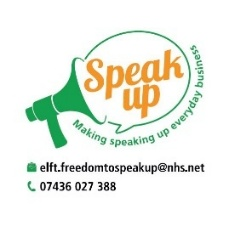 Speak
up
Making speaking up everyday business
elft.freedomtospeakup@nhs.net
07436 027 388